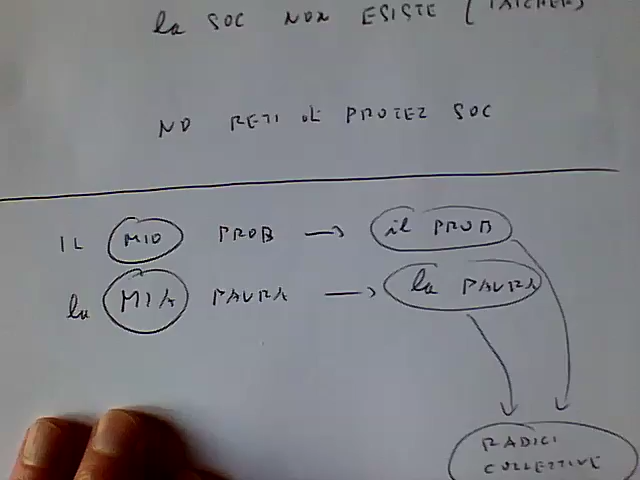 la SOC NON ESISTE (TATCHER)
NO RETI di PROTEZ SOC
IL MIO PROB → il PROB
la MIA PAURA → la PAURA
RADICI
COLLETTIVE